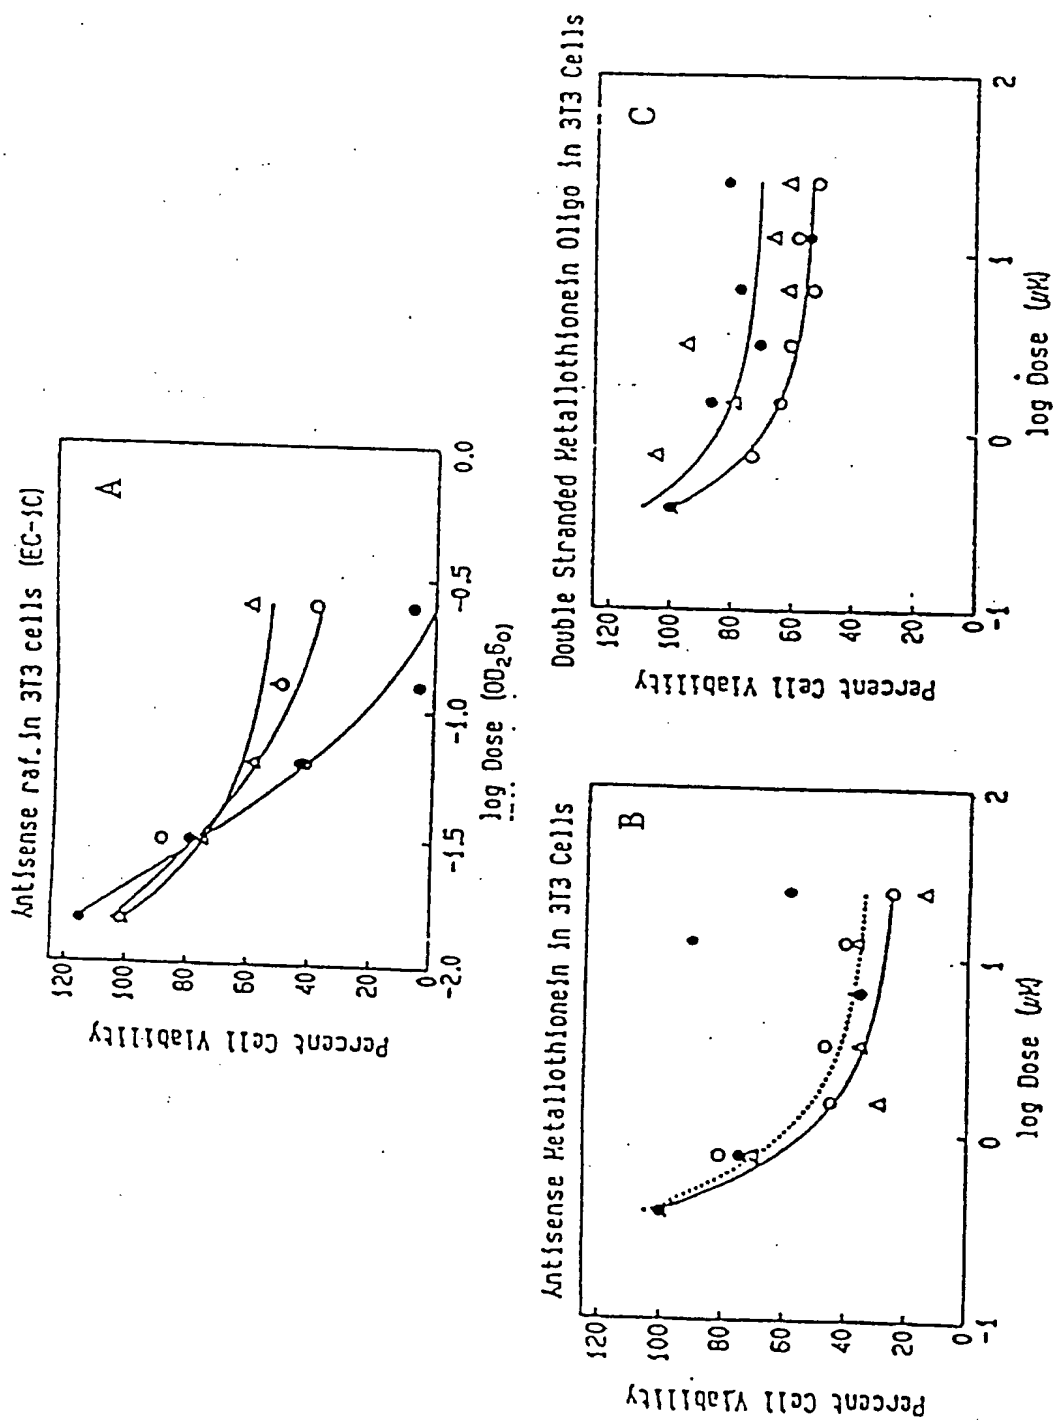 Antisense raf.in 3T3 cells (EC-1C)
A
Percent Cell Viability
120
100
80
60
40
20
0
-2.0
-1.5
-1.0
-0.5
0.0
log Dose (OD260)
Antisense Metallothionein in 3T3 Cells
B
Percent Cell Viability
120
100
80
60
40
20
0
-1
0
1
2
log Dose (µM)
Double Stranded Metallothionein Oligo in 3T3 Cells
C
Percent Cell Viability
120
100
80
60
40
20
0
-1
0
1
2
log Dose (µM)